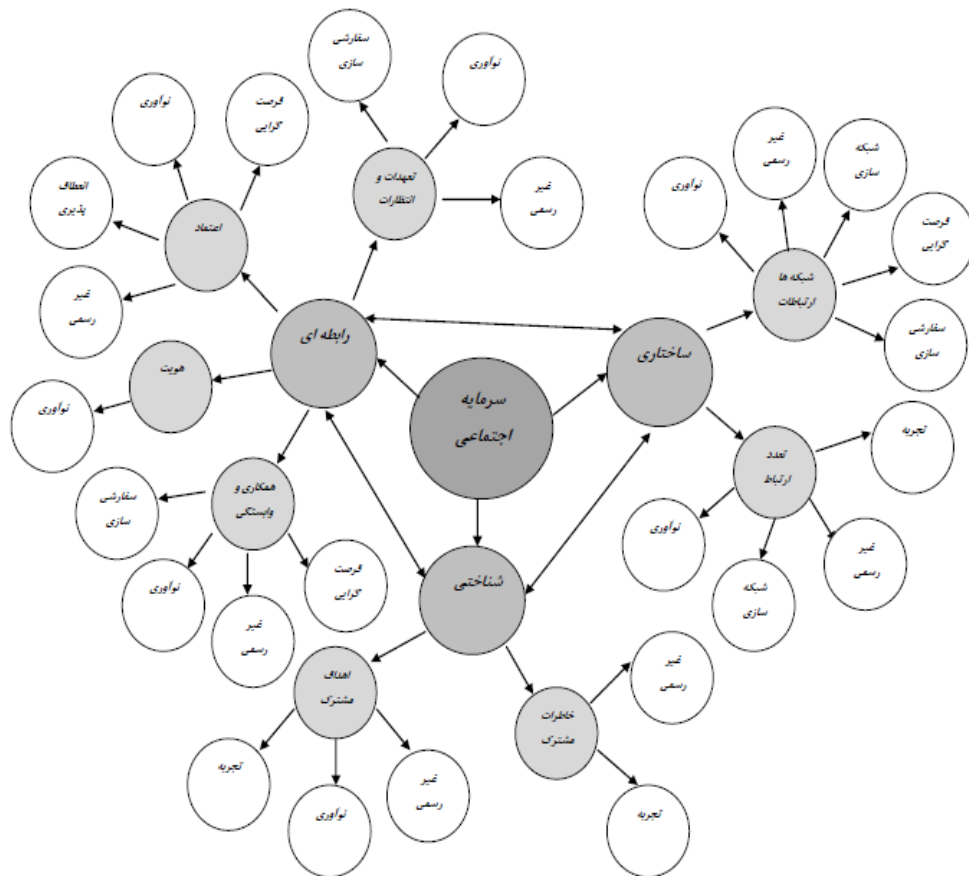 سفارشی
سازی
نوآوری
نوآوری
فرصت
گرایی
تعهدات و
انتظارات
غیر
رسمی
انعطاف
پذیری
اعتماد
غیر
رسمی
غیر
رسمی
شبکه
سازی
نوآوری
فرصت
گرایی
شبکه ها
ارتباطات
سفارشی
سازی
رابطه ای
ساختاری
هویت
نوآوری
سرمایه
اجتماعی
تجربه
تعدد
ارتباط
نوآوری
غیر
رسمی
شبکه
سازی
همکاری و
وابستگی
سفارشی
سازی
نوآوری
غیر
رسمی
فرصت
گرایی
شناختی
اهداف
مشترک
تجربه
نوآوری
غیر
رسمی
خاطرات
مشترک
غیر
رسمی
تجربه